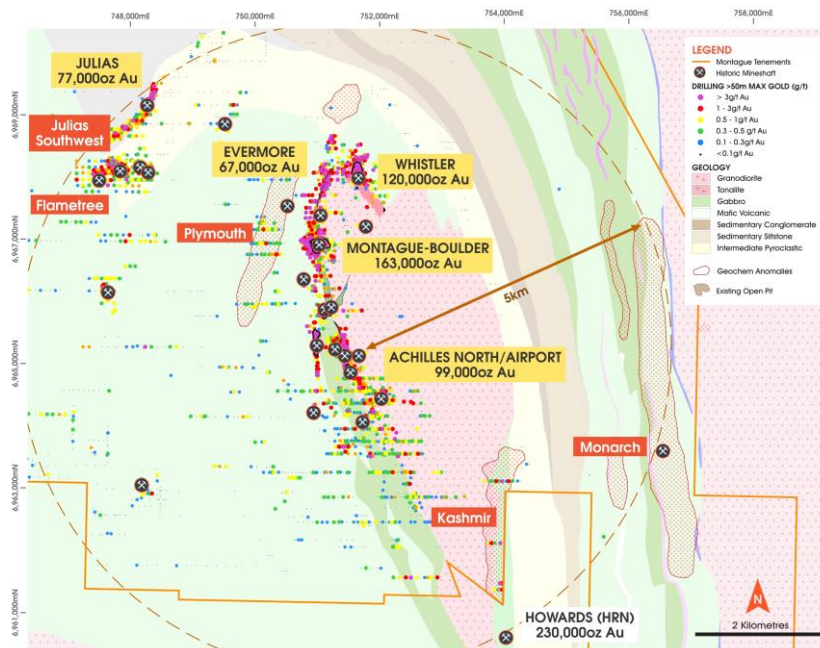 748,000mE
750,000mE
752,000mE
754,000mE
756,000mE
758,000mE
6,969,000mN
6,967,000mN
6,965,000mN
6,963,000mN
6,961,000mN
JULIAS
77,000oz Au
Julias
Southwest
Flametree
EVERMORE
67,000oz Au
Plymouth
WHISTLER
120,000oz Au
MONTAGUE-BOULDER
163,000oz Au
5km
ACHILLES NORTH/AIRPORT
99,000oz Au
Monarch
Kashmir
HOWARDS (HRN)
230,000oz Au
LEGEND
Montague Tenements
Historic Mineshaft
DRILLING >50m MAX GOLD (g/t)
> 3g/t Au
1 - 3g/t Au
0.5 - 1g/t Au
0.3 - 0.5 g/t Au
0.1 - 0.3g/t Au
<0.1g/t Au
GEOLOGY
Granodiorite
Tonalite
Gabbro
Mafic Volcanic
Sedimentary Conglomerate
Sedimentary Siltstone
Intermediate Pyroclastic
Geochem Anomalies
Existing Open Pit
N
2 Kilometres